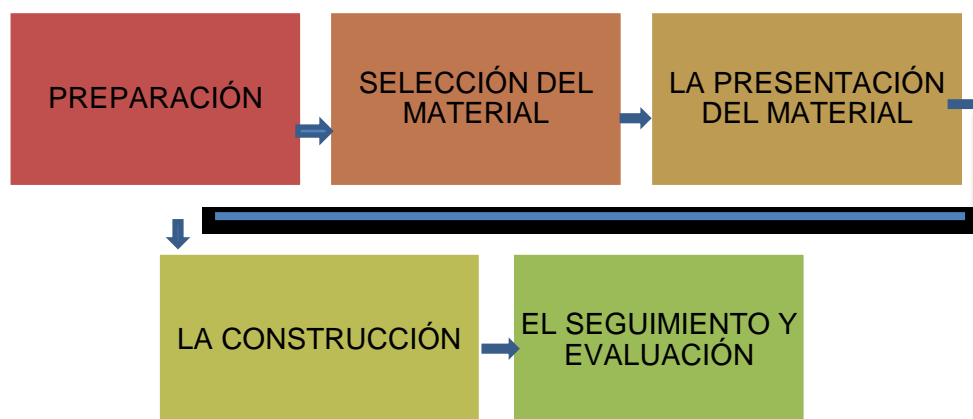 PREPARACIÓN
SELECCIÓN DEL
MATERIAL
LA PRESENTACIÓN
DEL MATERIAL
LA CONSTRUCCIÓN
EL SEGUIMIENTO Y
EVALUACIÓN